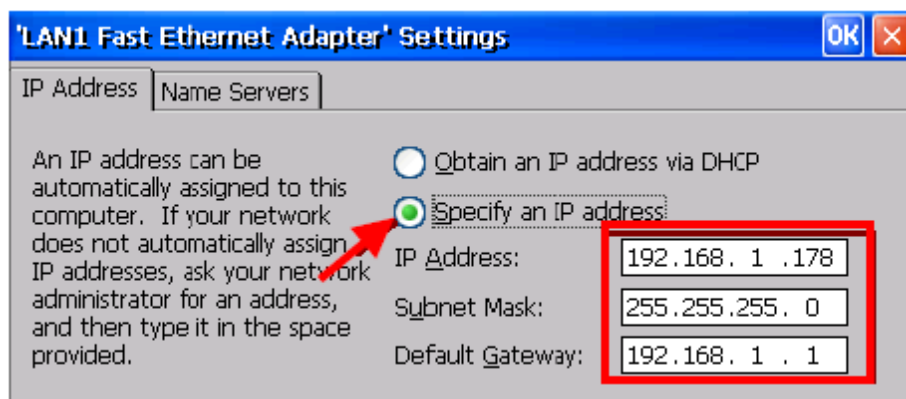 'LAN1 Fast Ethernet Adapter' Settings
OK
IP Address
Name Servers
An IP address can be
automatically assigned to this
computer. If your network
does not automatically assign
IP addresses, ask your network
administrator for an address,
and then type it in the space
provided.
Obtain an IP address via DHCP
Specify an IP address
IP Address: 192.168. 1 .178
Subnet Mask: 255.255.255. 0
Default Gateway: 192.168. 1 . 1